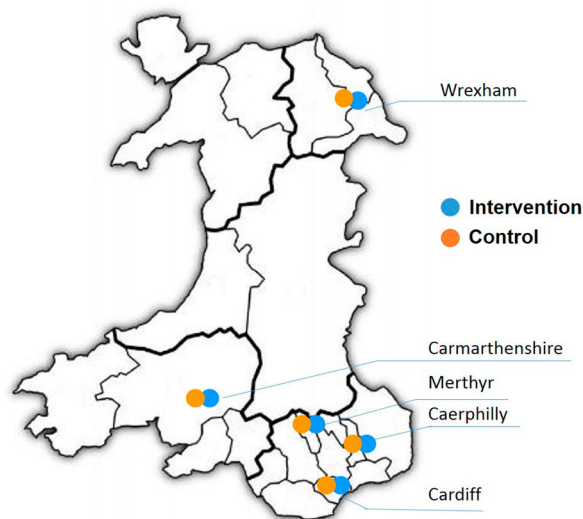 Wrexham
Intervention
Control
Carmarthenshire
Merthyr
Caerphilly
Cardiff